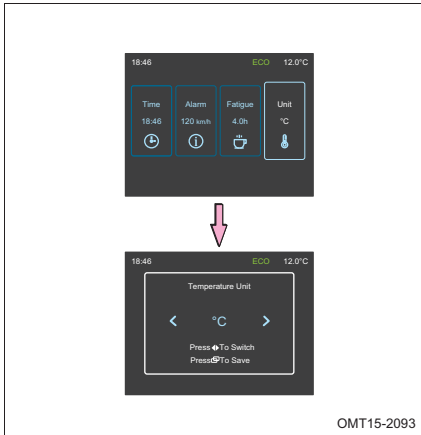 18:46 ECO 12.0°C
Time Alarm Fatigue Unit
18:46 120 km/h 4.0h °C
18:46 ECO 12.0°C
Temperature Unit
°C
Press To Switch
Press To Save
OMT15-2093